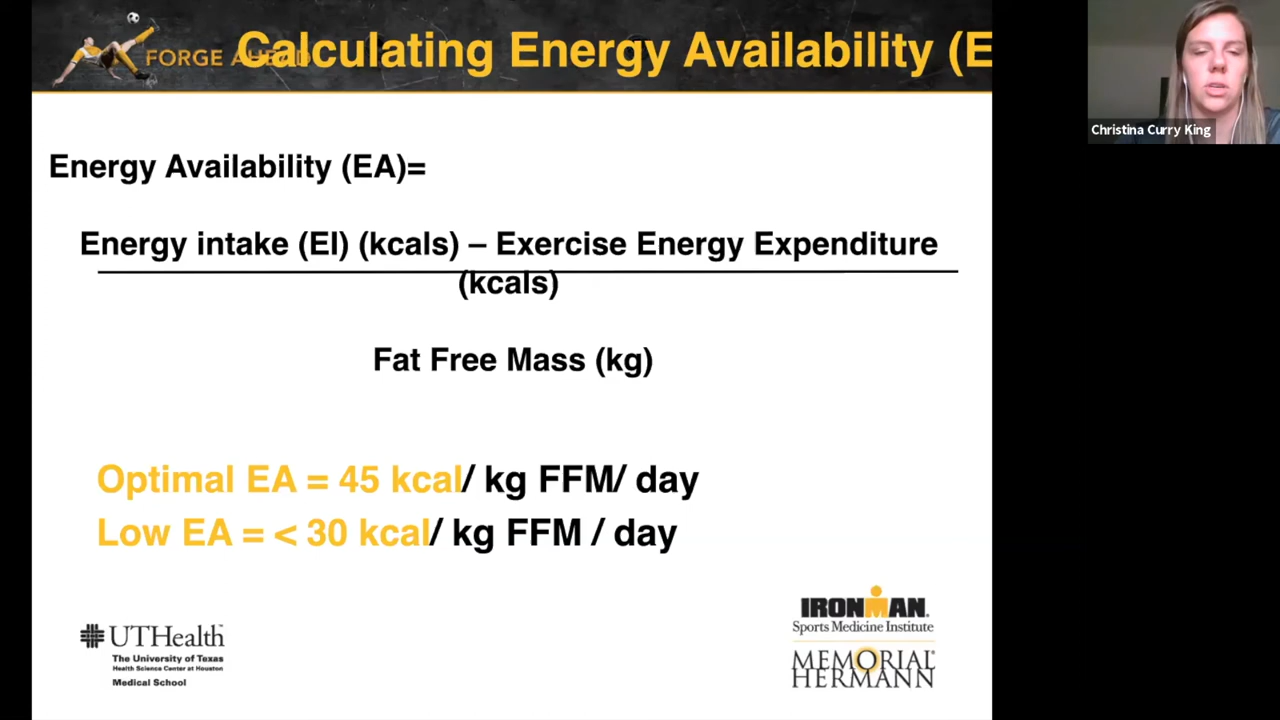 FORGE AHEAD
Calculating Energy Availability (E
Christina Curry King
Energy Availability (EA)=
Energy intake (EI) (kcals) – Exercise Energy Expenditure
(kcals)
Fat Free Mass (kg)
Optimal EA = 45 kcal/ kg FFM/ day
Low EA = < 30 kcal/ kg FFM / day
UTHealth
The University of Texas
Health Science Center at Houston
Medical School
IRONMAN
Sports Medicine Institute
MEMORIAL
HERMANN